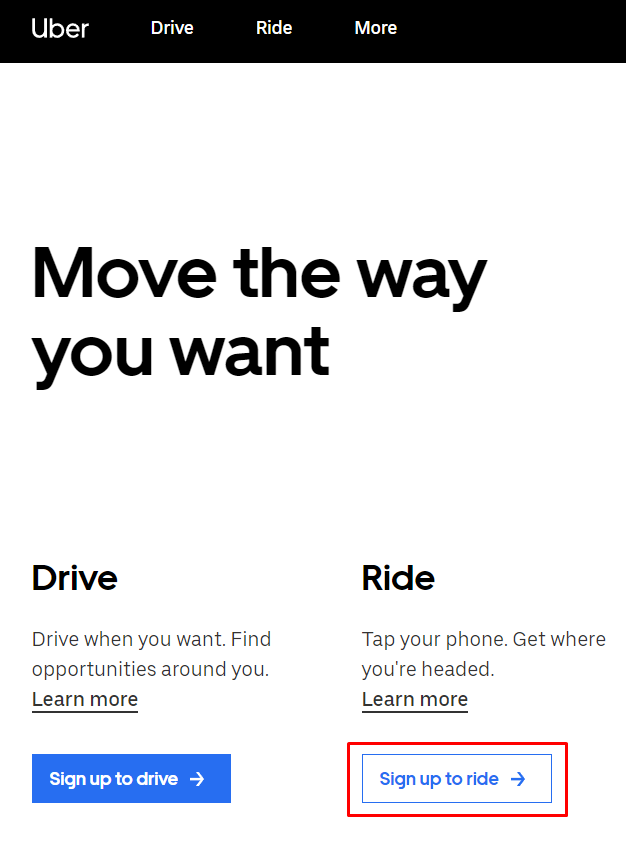 Uber Drive Ride More
Move the way
you want
Drive
Drive when you want. Find
opportunities around you.
Learn more
Sign up to drive →
Ride
Tap your phone. Get where
you're headed.
Learn more
Sign up to ride →